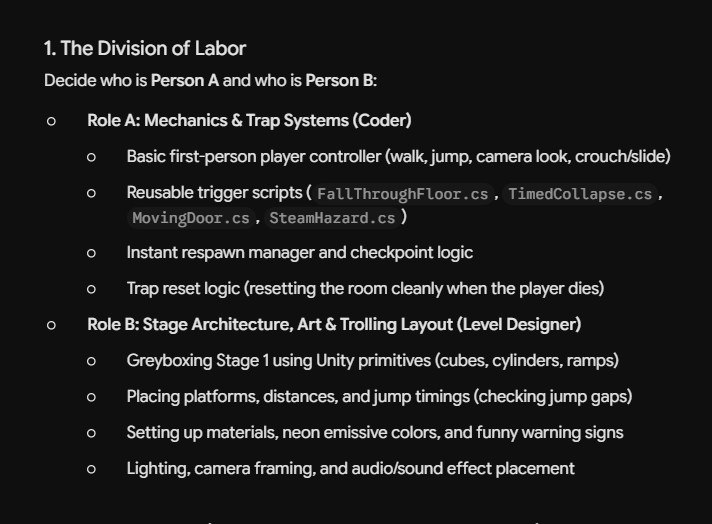 1. The Division of Labor
Decide who is Person A and who is Person B:
Role A: Mechanics & Trap Systems (Coder)
Basic first-person player controller (walk, jump, camera look, crouch/slide)
Reusable trigger scripts ( FallThroughFloor.cs , TimedCollapse.cs ,
MovingDoor.cs , SteamHazard.cs )
Instant respawn manager and checkpoint logic
Trap reset logic (resetting the room cleanly when the player dies)
Role B: Stage Architecture, Art & Trolling Layout (Level Designer)
Greyboxing Stage 1 using Unity primitives (cubes, cylinders, ramps)
Placing platforms, distances, and jump timings (checking jump gaps)
Setting up materials, neon emissive colors, and funny warning signs
Lighting, camera framing, and audio/sound effect placement